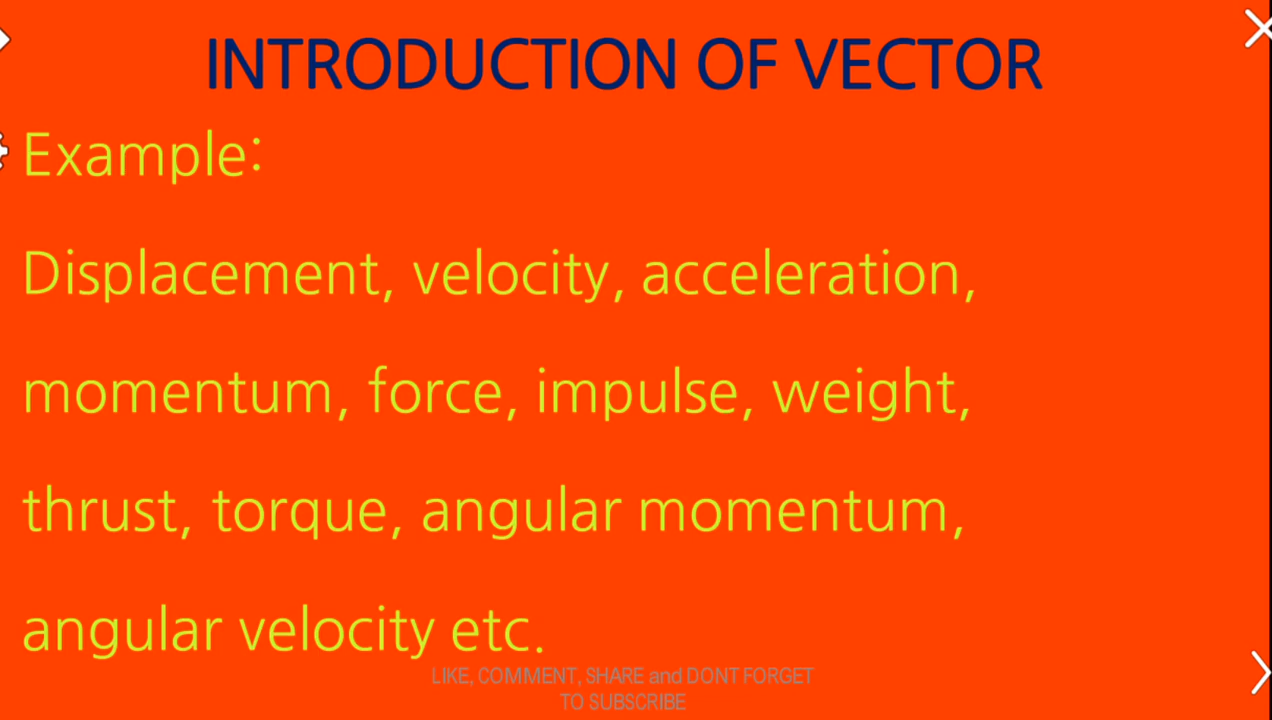 INTRODUCTION OF VECTOR
Example:
Displacement, velocity, acceleration,
momentum, force, impulse, weight,
thrust, torque, angular momentum,
angular velocity etc.
LIKE, COMMENT, SHARE and DONT FORGET
TO SUBSCRIBE